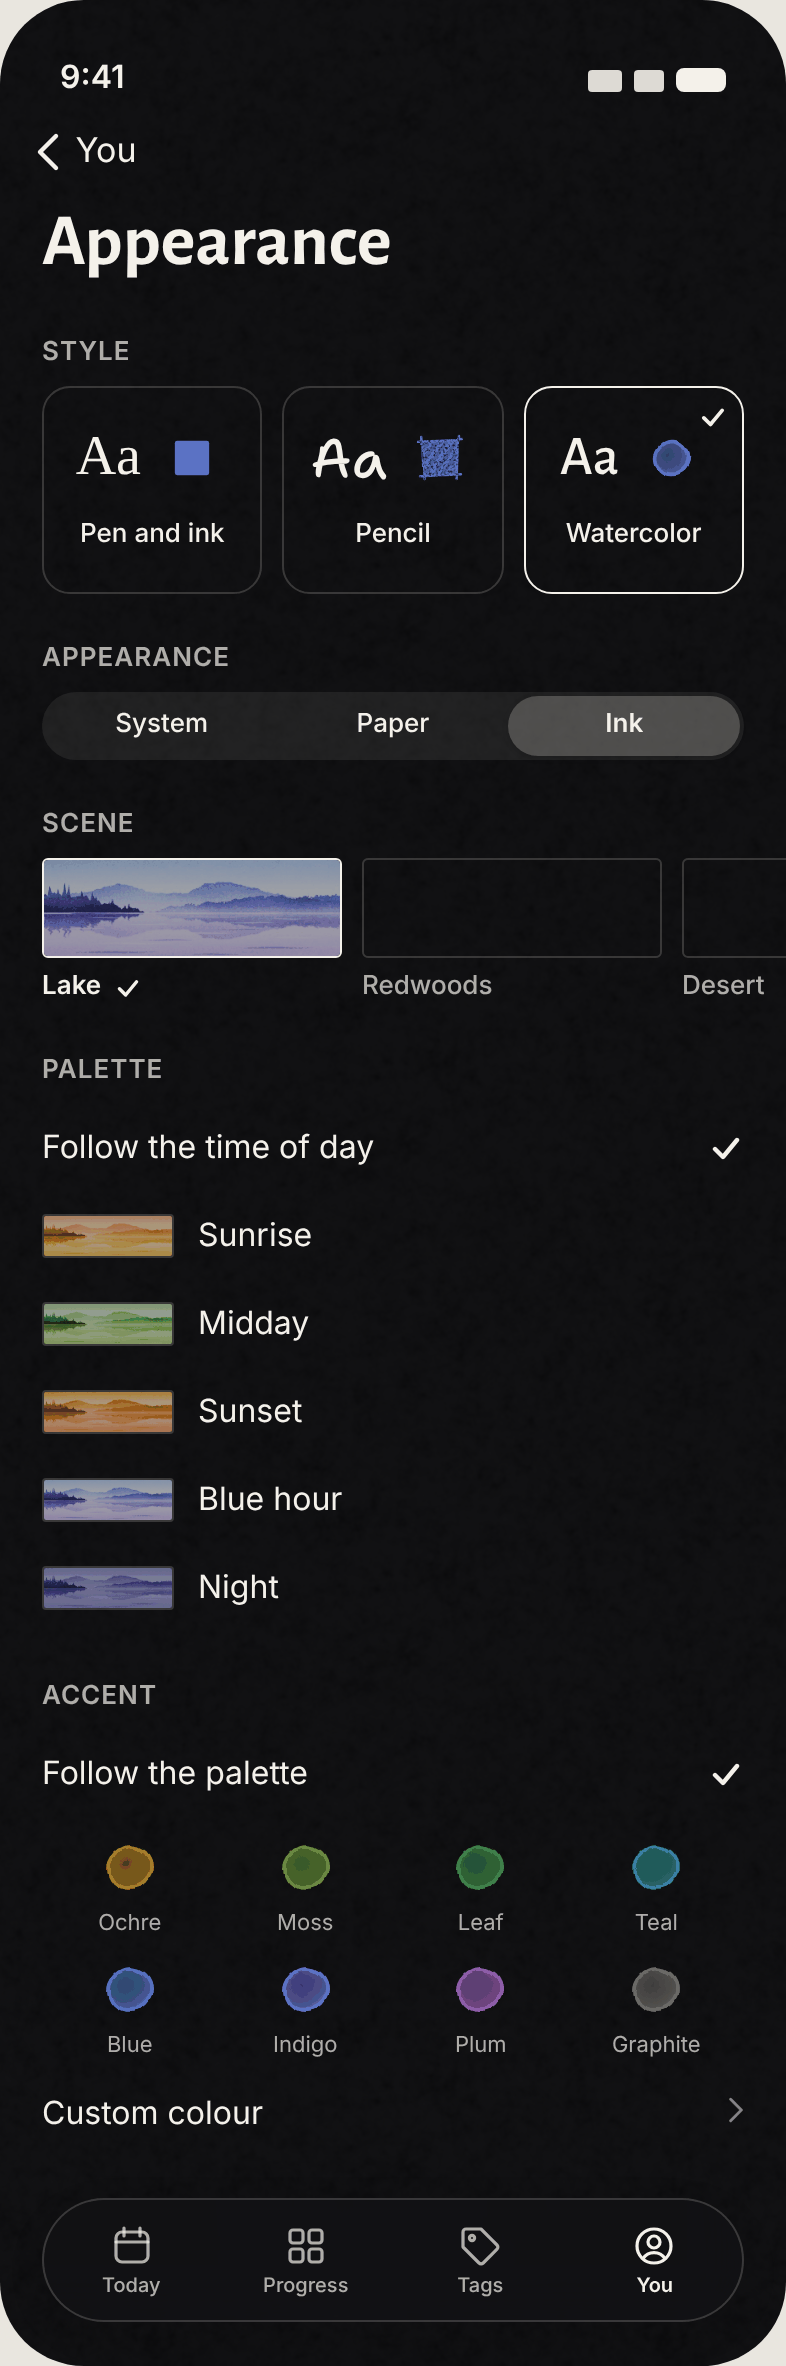 9:41
You
Appearance
STYLE
Aa
Aa
Aa
Pen and ink
Pencil
Watercolor
APPEARANCE
System
Paper
Ink
SCENE
Lake
Redwoods
Desert
PALETTE
Follow the time of day
Sunrise
Midday
Sunset
Blue hour
Night
ACCENT
Follow the palette
Ochre
Moss
Leaf
Teal
Blue
Indigo
Plum
Graphite
Custom colour
Today
Progress
Tags
You